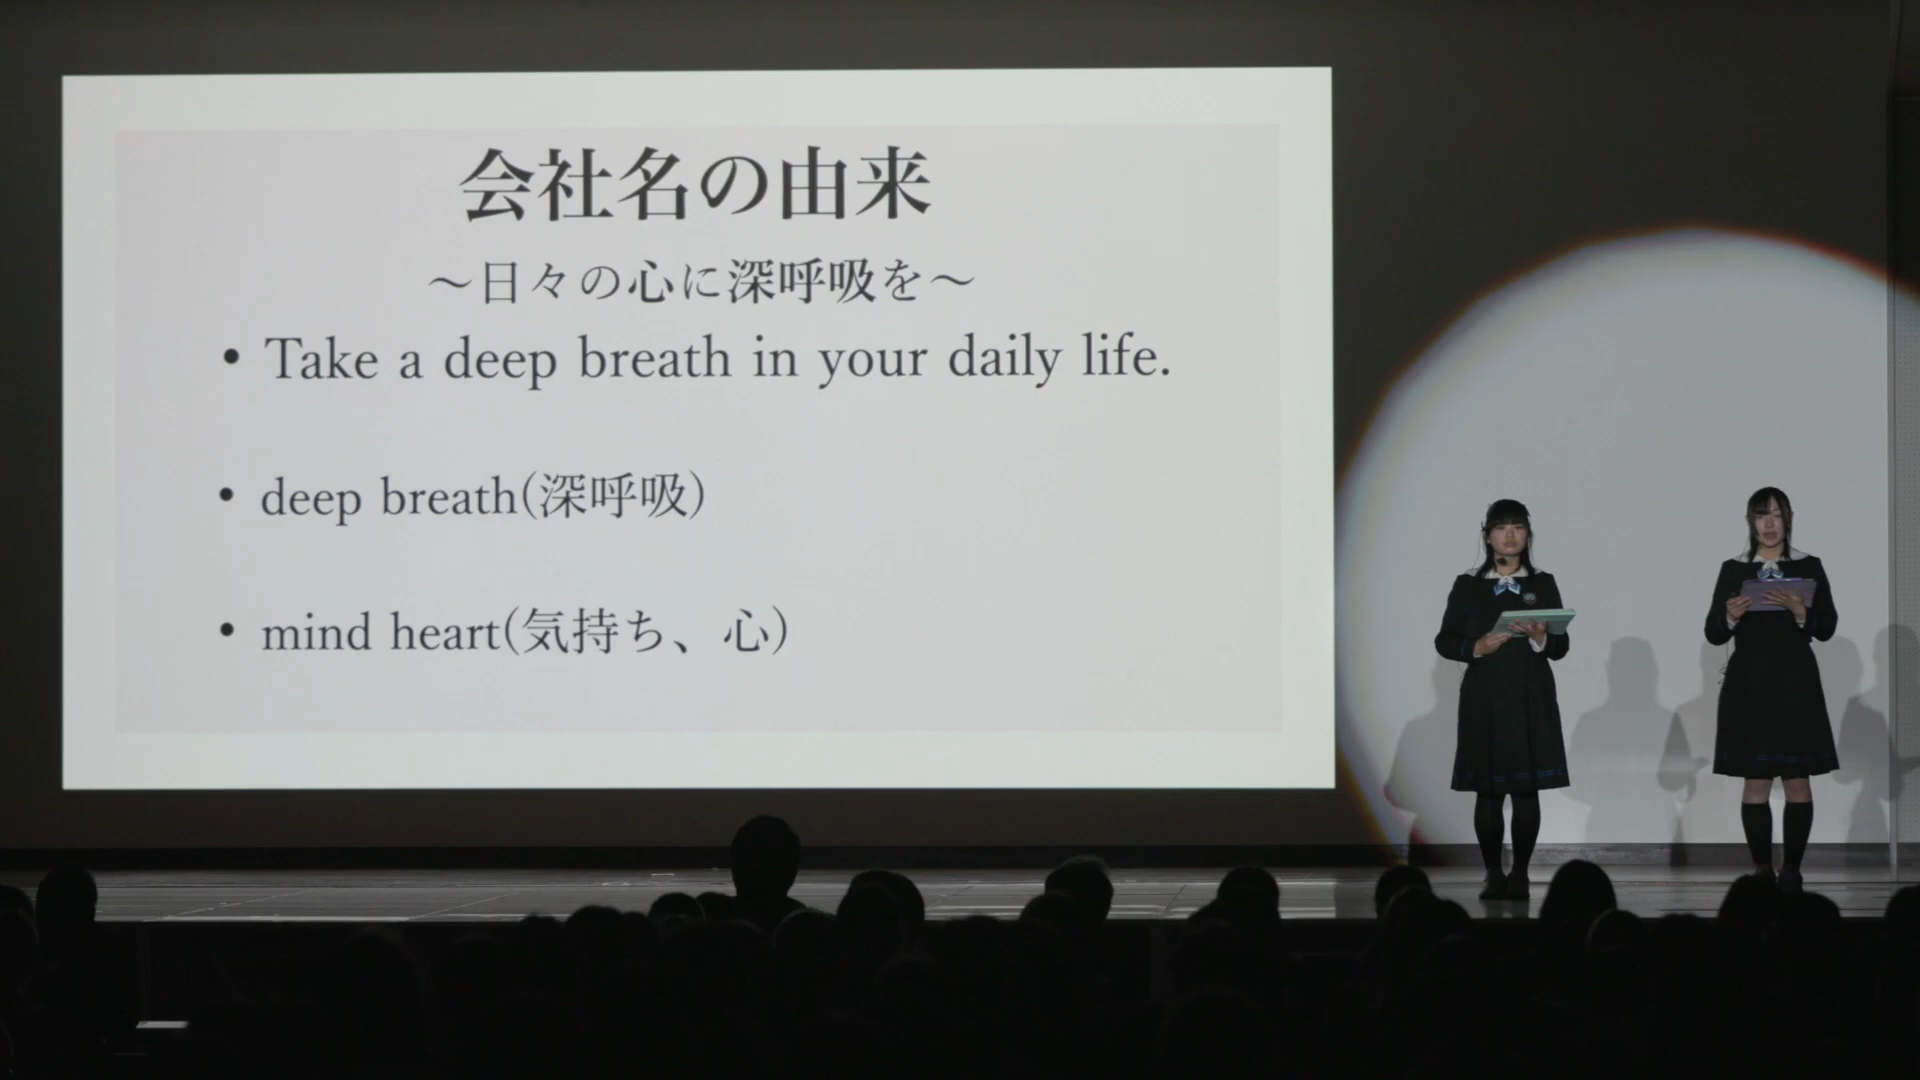 会社名の由来
～日々の心に深呼吸を～
• Take a deep breath in your daily life.
• deep breath(深呼吸)
• mind heart(気持ち、心)